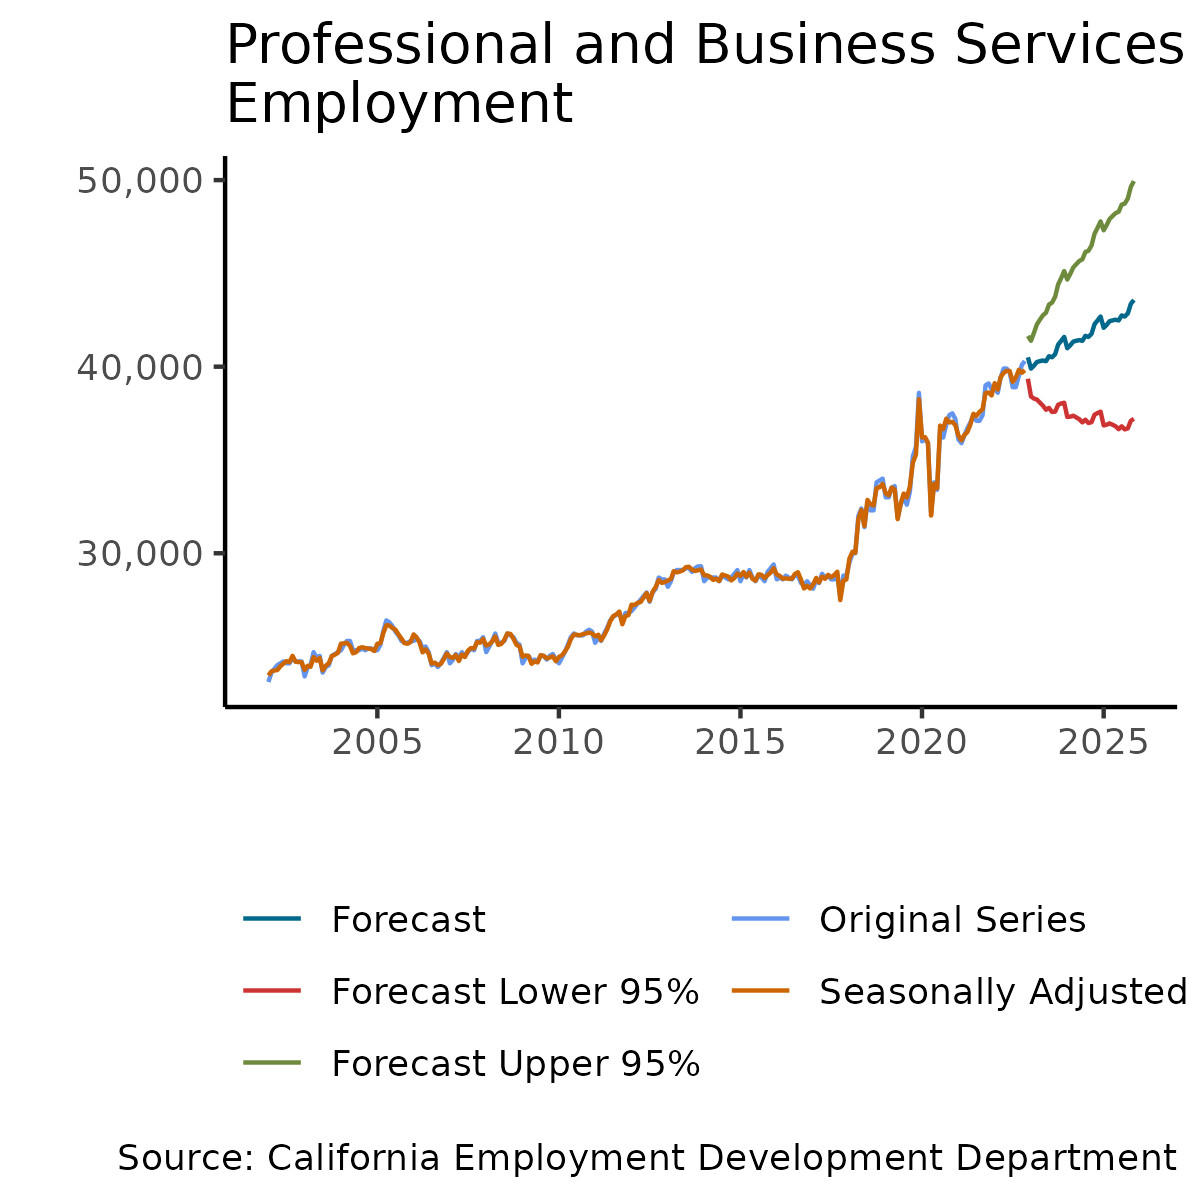 Professional and Business Services
Employment
50,000
40,000
30,000
2005 2010 2015 2020 2025
Forecast
Original Series
Forecast Lower 95%
Seasonally Adjusted
Forecast Upper 95%
Source: California Employment Development Department